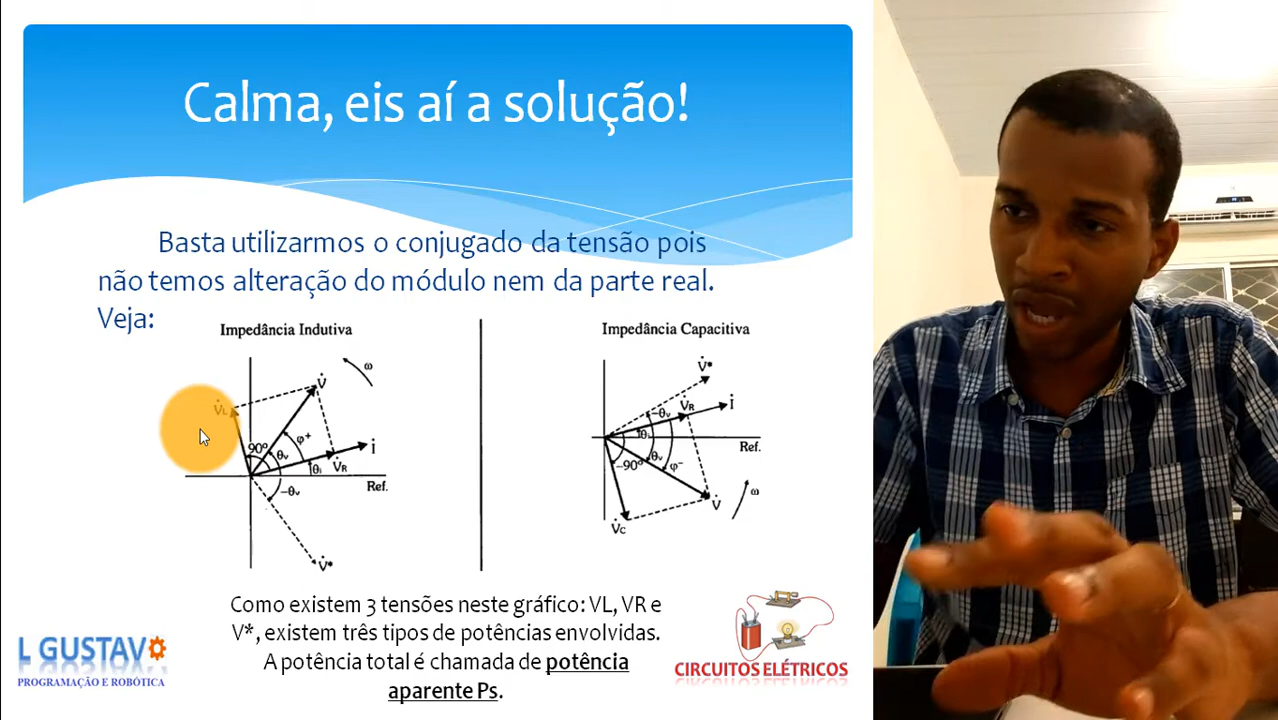 Calma, eis aí a solução!
Basta utilizarmos o conjugado da tensão pois
não temos alteração do módulo nem da parte real.
Veja:
Impedância Indutiva
ω
V̇
V̇L
90º
φ+
θv
θi
V̇R
İ
Ref.
-θv
V̇*
Impedância Capacitiva
V̇*
-θv
V̇R
İ
θi
Ref.
-90º
θv
φ-
ω
V̇
V̇C
Como existem 3 tensões neste gráfico: VL, VR e
V*, existem três tipos de potências envolvidas.
A potência total é chamada de potência
aparente Ps.
L GUSTAVO
PROGRAMAÇÃO E ROBÓTICA
CIRCUITOS ELÉTRICOS